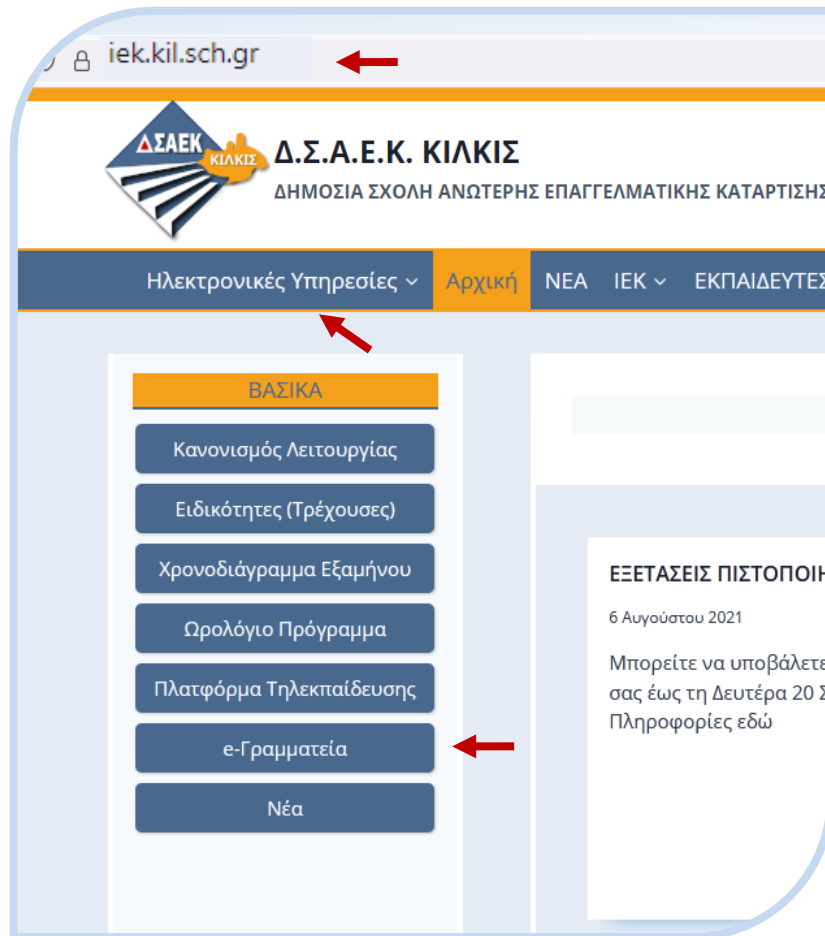 iek.kil.sch.gr
ΔΣΑΕΚ
ΚΙΛΚΙΣ
Δ.Σ.Α.Ε.Κ. ΚΙΛΚΙΣ
ΔΗΜΟΣΙΑ ΣΧΟΛΗ ΑΝΩΤΕΡΗΣ ΕΠΑΓΓΕΛΜΑΤΙΚΗΣ ΚΑΤΑΡΤΙΣΗΣ
Ηλεκτρονικές Υπηρεσίες Αρχική ΝΕΑ ΙΕΚ ΕΚΠΑΙΔΕΥΤΕΣ
ΒΑΣΙΚΑ
Κανονισμός Λειτουργίας
Ειδικότητες (Τρέχουσες)
Χρονοδιάγραμμα Εξαμήνου
Ωρολόγιο Πρόγραμμα
Πλατφόρμα Τηλεκπαίδευσης
e-Γραμματεία
Νέα
ΕΞΕΤΑΣΕΙΣ ΠΙΣΤΟΠΟΙΗ
6 Αυγούστου 2021
Μπορείτε να υποβάλετε
σας έως τη Δευτέρα 20 Σ
Πληροφορίες εδώ